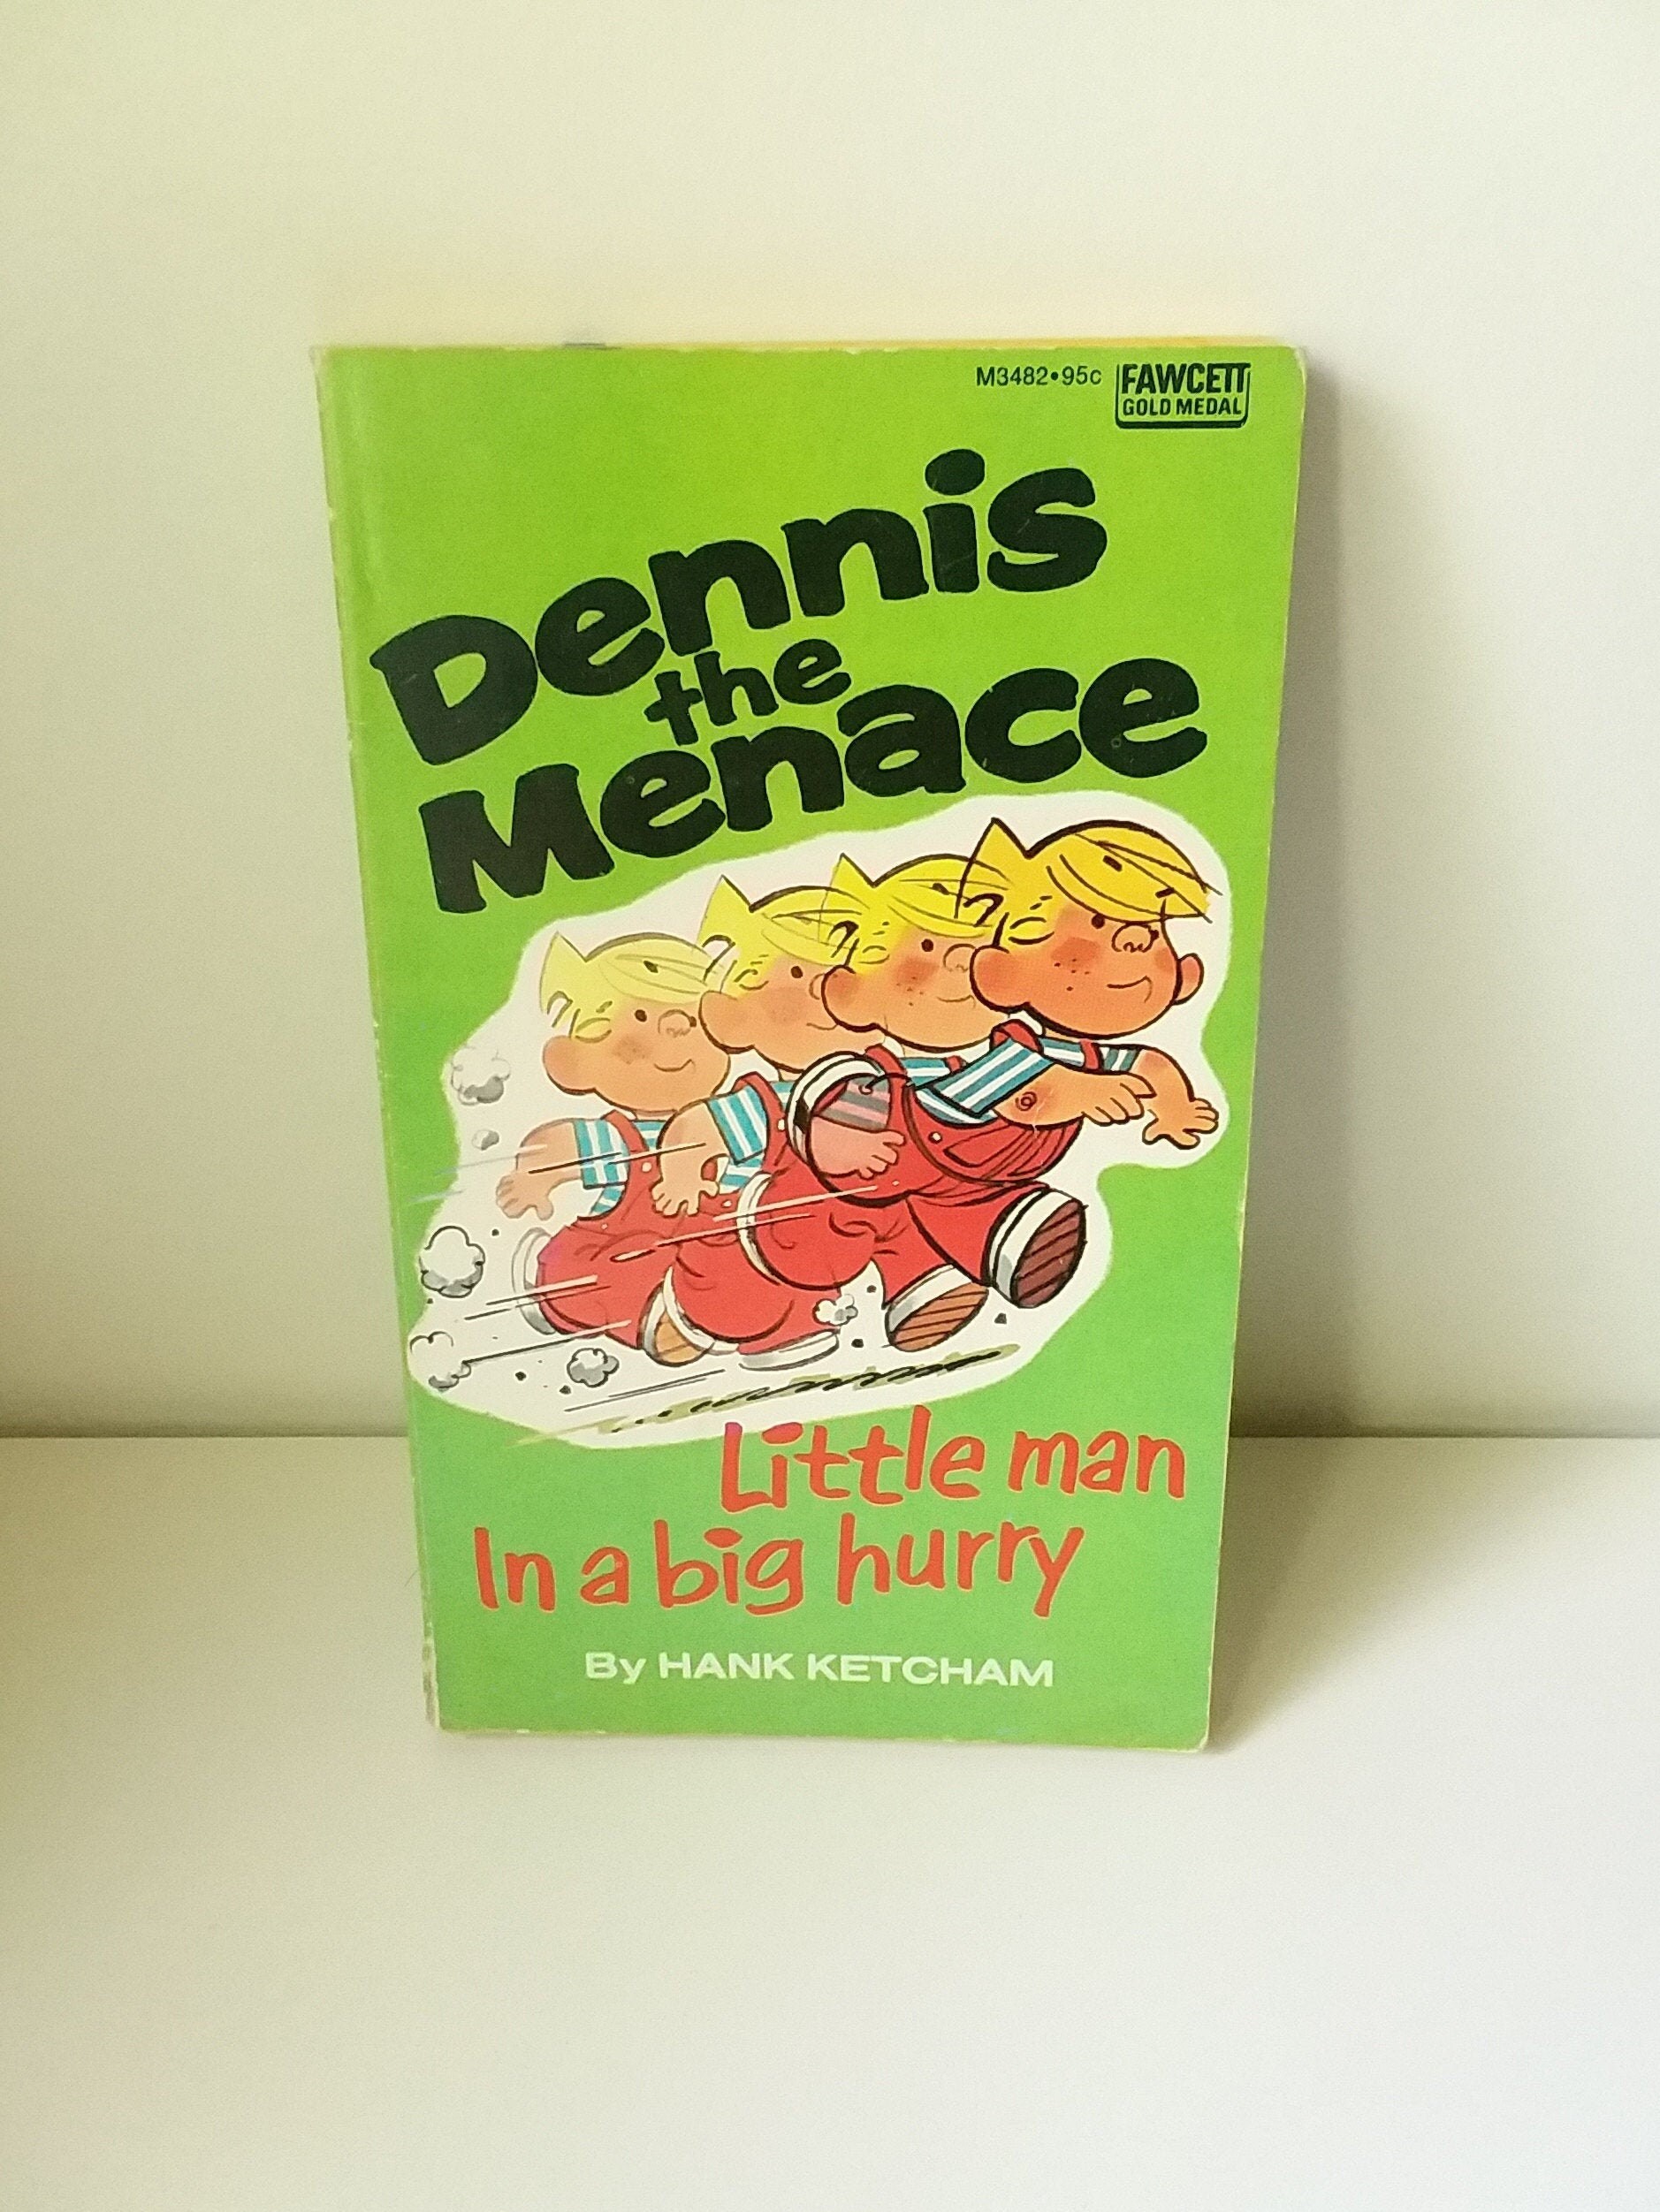 M3482•95c
FAWCETT
GOLD MEDAL
Dennis
the
Menace
Little man
In a big hurry
By HANK KETCHAM